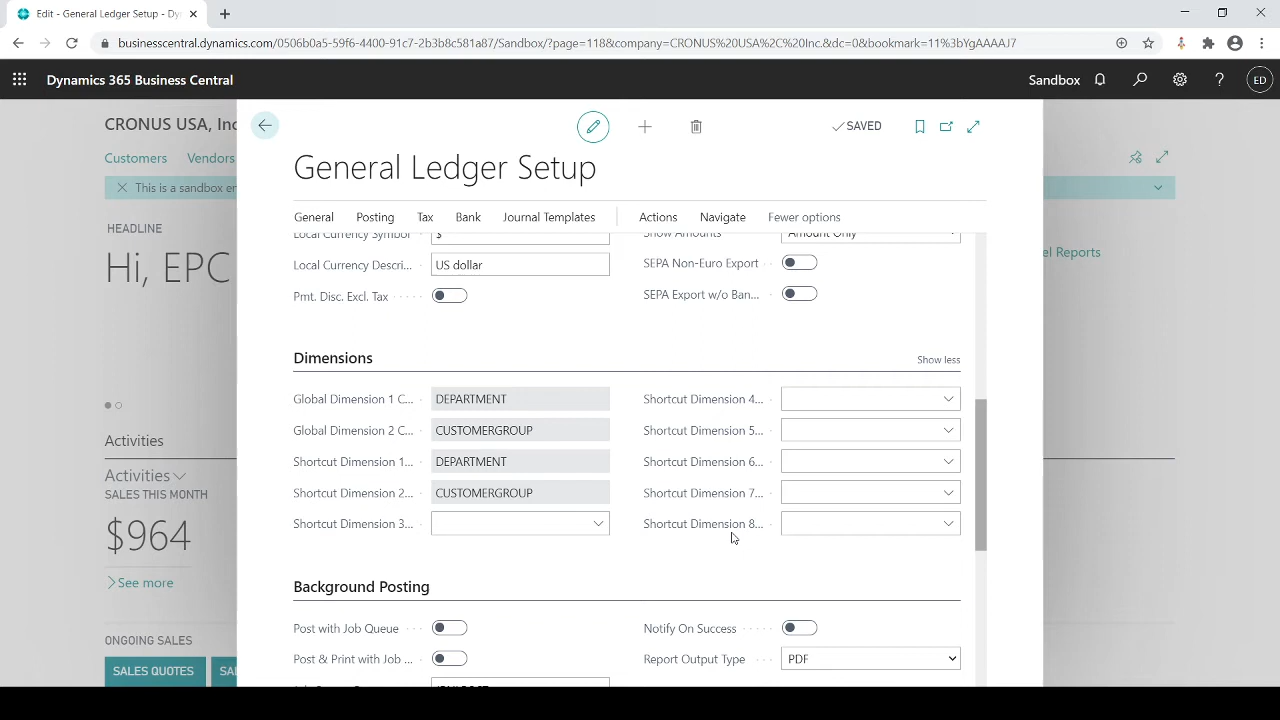 Edit - General Ledger Setup - Dy
businesscentral.dynamics.com/0506b0a5-59f6-4400-91c7-2b3b8c581a87/Sandbox/?page=118&company=CRONUS%20USA%2C%20Inc.&dc=0&bookmark=11%3bYgAAAAJ7
Dynamics 365 Business Central
Sandbox
?
ED
CRONUS USA, Inc
SAVED
Customers Vendors
General Ledger Setup
This is a sandbox en
General Posting Tax Bank Journal Templates Actions Navigate Fewer options
HEADLINE
Hi, EPC
el Reports
Local Currency Symbol $
Show Amounts Amount Only
Local Currency Descri... US dollar
SEPA Non-Euro Export
Pmt. Disc. Excl. Tax
SEPA Export w/o Ban...
Dimensions Show less
Global Dimension 1 C... DEPARTMENT
Shortcut Dimension 4...
Global Dimension 2 C... CUSTOMERGROUP
Shortcut Dimension 5...
Shortcut Dimension 1... DEPARTMENT
Shortcut Dimension 6...
Shortcut Dimension 2... CUSTOMERGROUP
Shortcut Dimension 7...
Shortcut Dimension 3...
Shortcut Dimension 8...
Activities
Activities
SALES THIS MONTH
$964
See more
ONGOING SALES
SALES QUOTES
SA
Background Posting
Post with Job Queue
Notify On Success
Post & Print with Job ...
Report Output Type PDF